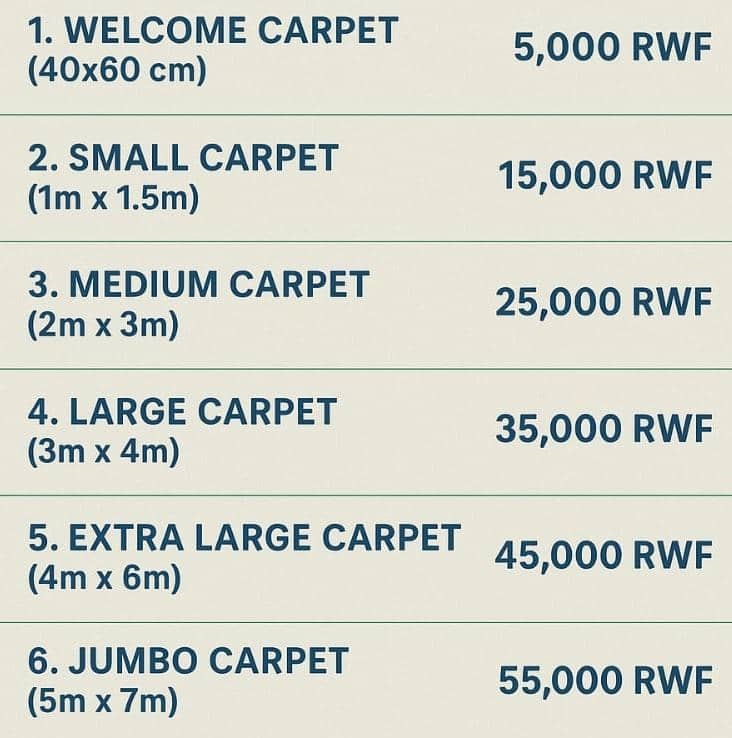 1. WELCOME CARPET
(40x60 cm)
5,000 RWF
2. SMALL CARPET
(1m x 1.5m)
15,000 RWF
3. MEDIUM CARPET
(2m x 3m)
25,000 RWF
4. LARGE CARPET
(3m x 4m)
35,000 RWF
5. EXTRA LARGE CARPET
(4m x 6m)
45,000 RWF
6. JUMBO CARPET
(5m x 7m)
55,000 RWF